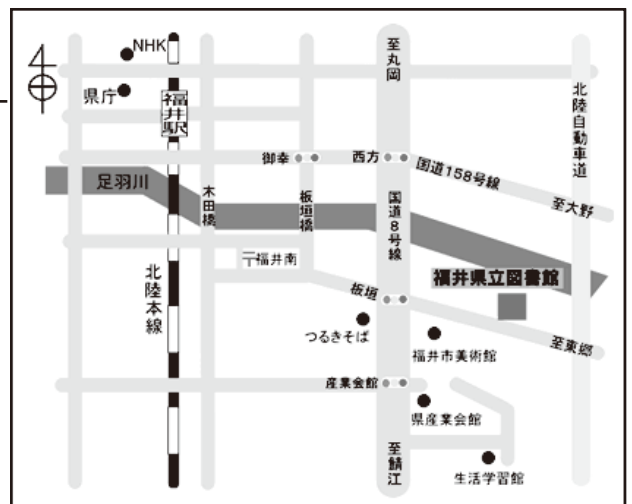 NHK
県庁
福井駅
至丸岡
北陸自動車道
御幸
西方
国道158号線
至大野
足羽川
木田橋
板垣橋
国道8号線
〒福井南
北陸本線
板垣
福井県立図書館
つるきそば
福井市美術館
至東郷
産業会館
県産業会館
至鯖江
生活学習館